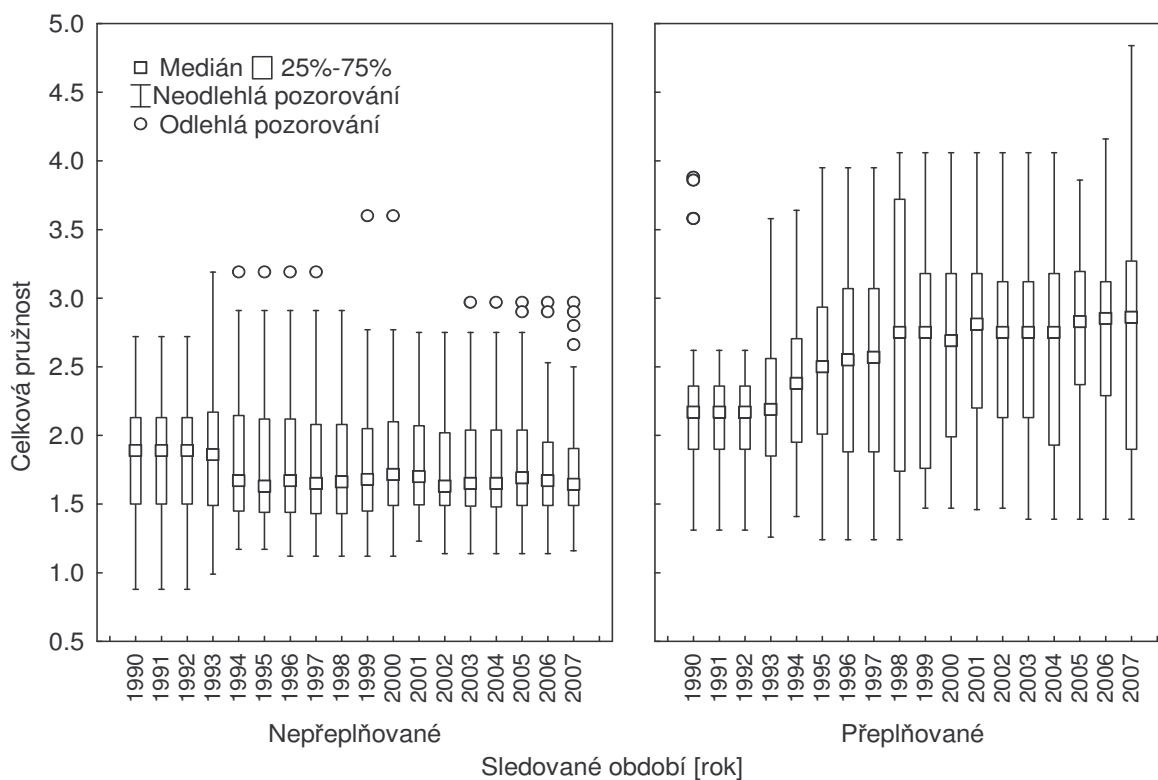 5.0
4.5
4.0
3.5
3.0
2.5
2.0
1.5
1.0
0.5
Celková pružnost
Medián 25%-75%
Neodlehlá pozorování
Odlehlá pozorování
1990 1991 1992 1993 1994 1995 1996 1997 1998 1999 2000 2001 2002 2003 2004 2005 2006 2007
1990 1991 1992 1993 1994 1995 1996 1997 1998 1999 2000 2001 2002 2003 2004 2005 2006 2007
Nepřeplňované
Přeplňované
Sledované období [rok]